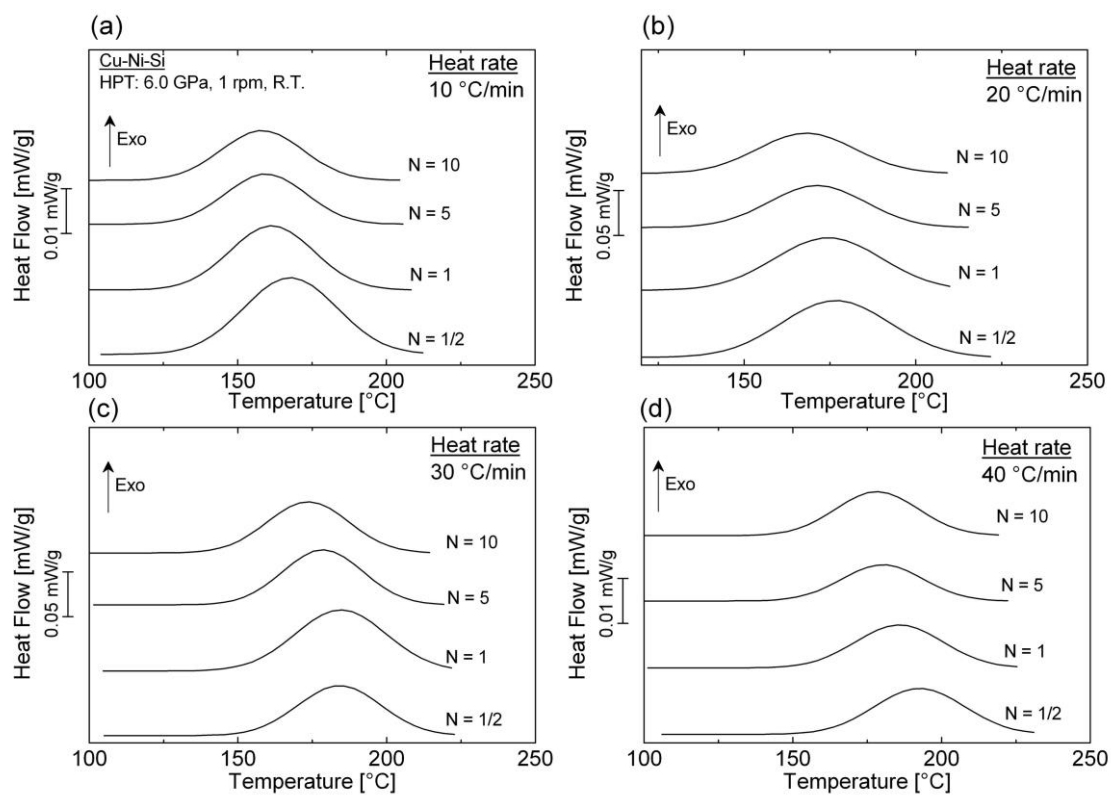 (a)
Cu-Ni-Si
HPT: 6.0 GPa, 1 rpm, R.T.
Heat rate
10 °C/min
Exo
N = 10
N = 5
N = 1
N = 1/2
Heat Flow [mW/g]
0.01 mW/g
100 150 200 250
Temperature [°C]
(b)
Heat rate
20 °C/min
Exo
N = 10
N = 5
N = 1
N = 1/2
Heat Flow [mW/g]
0.05 mW/g
150 200 250
Temperature [°C]
(c)
Heat rate
30 °C/min
Exo
N = 10
N = 5
N = 1
N = 1/2
Heat Flow [mW/g]
0.05 mW/g
100 150 200 250
Temperature [°C]
(d)
Heat rate
40 °C/min
Exo
N = 10
N = 5
N = 1
N = 1/2
Heat Flow [mW/g]
0.01 mW/g
100 150 200 250
Temperature [°C]